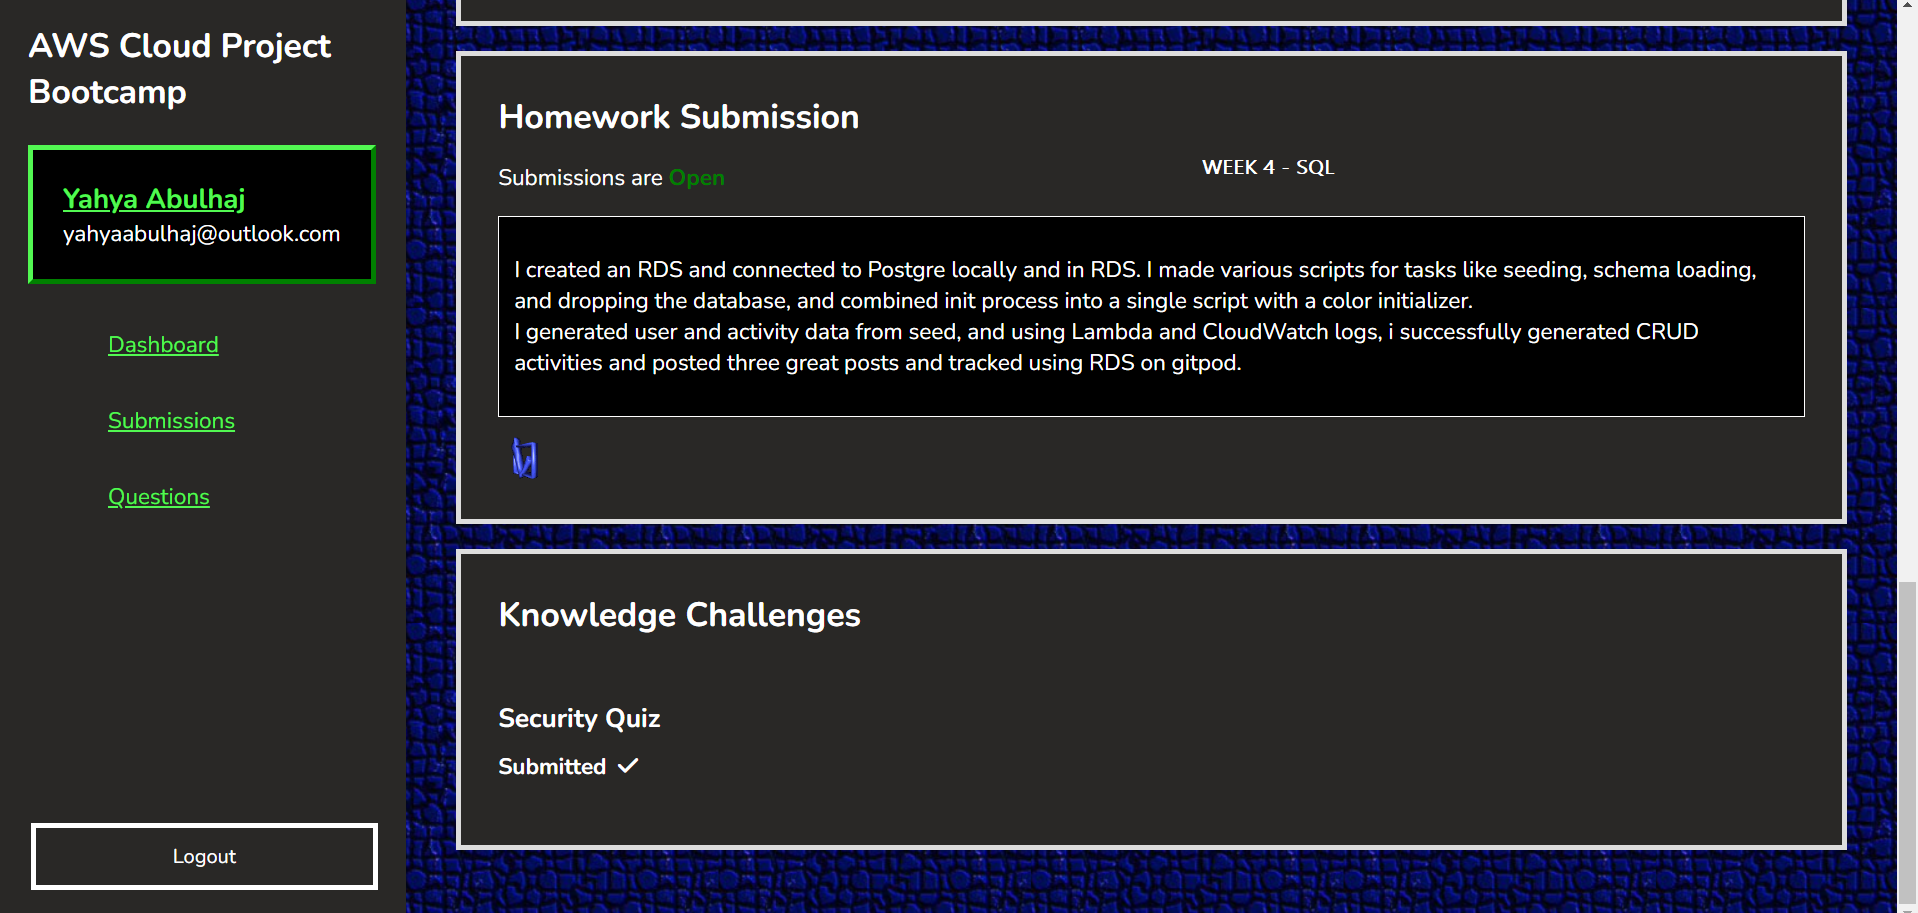 AWS Cloud Project
Bootcamp
Yahya Abulhaj
yahyaabulhaj@outlook.com
Dashboard
Submissions
Questions
Logout
Homework Submission
Submissions are Open
WEEK 4 - SQL
I created an RDS and connected to Postgre locally and in RDS. I made various scripts for tasks like seeding, schema loading,
and dropping the database, and combined init process into a single script with a color initializer.
I generated user and activity data from seed, and using Lambda and CloudWatch logs, i successfully generated CRUD
activities and posted three great posts and tracked using RDS on gitpod.
Knowledge Challenges
Security Quiz
Submitted ✓